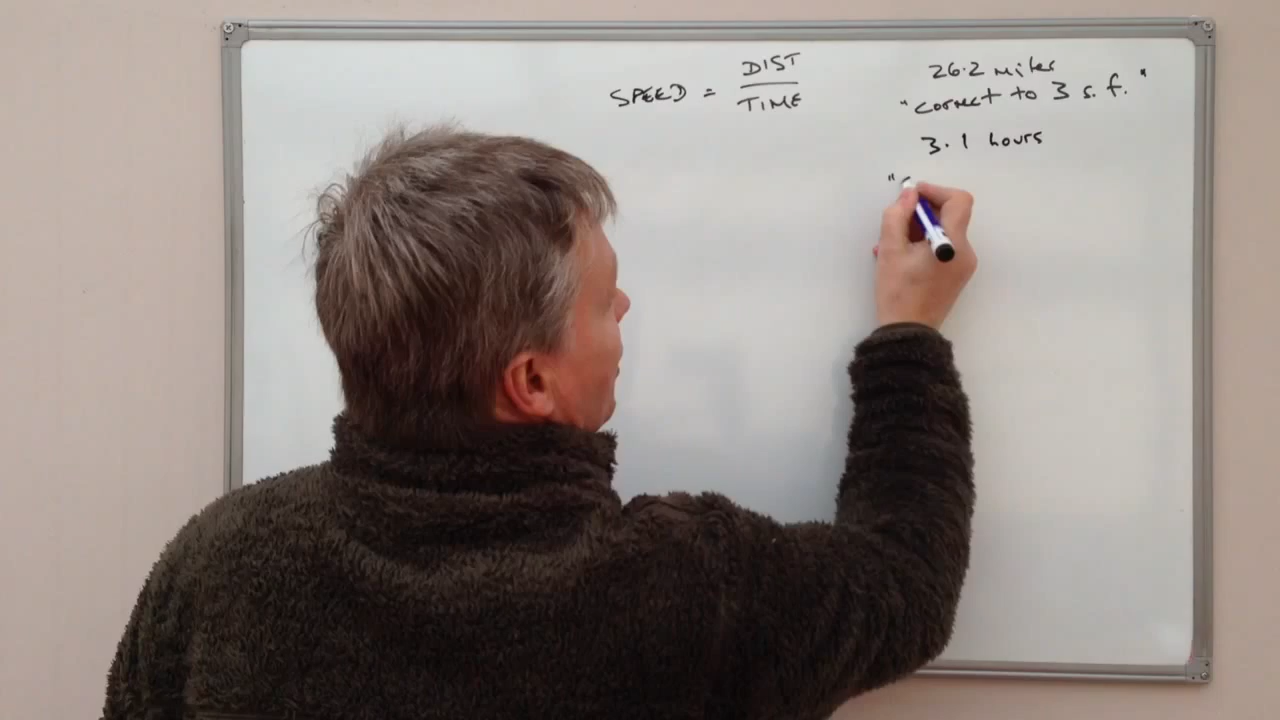 SPEED = DIST
TIME
26.2 miles
"correct to 3 s.f."
3.1 hours
"c